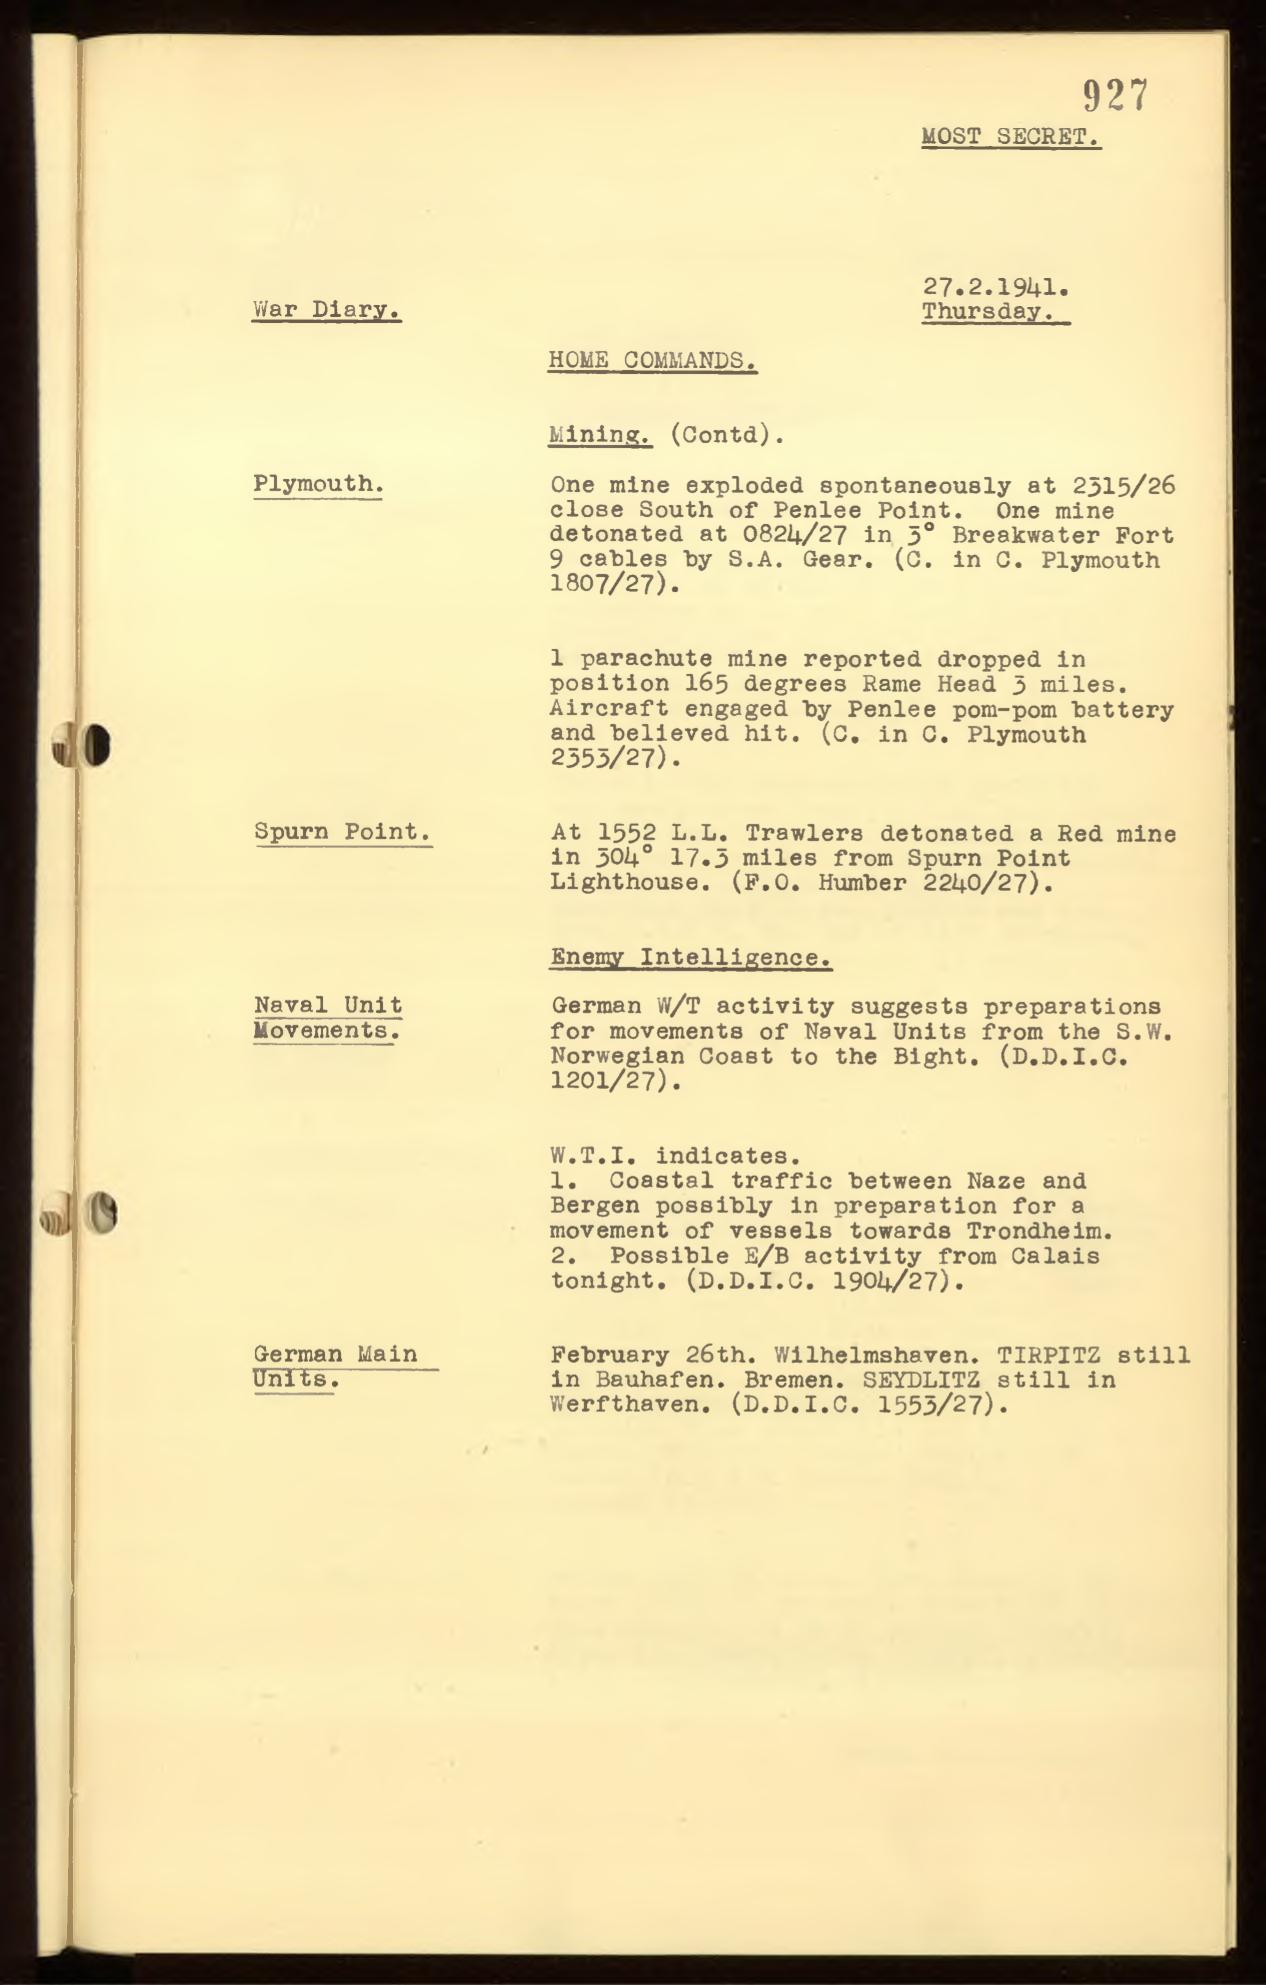 927
MOST SECRET.
27.2.1941.
War Diary.
Thursday.
HOME COMMANDS.
Mining. (Contd).
Plymouth.
One mine exploded spontaneously at 2315/26
close South of Penlee Point. One mine
detonated at 0824/27 in 3° Breakwater Fort
9 cables by S.A. Gear. (C. in C. Plymouth
1807/27).
1 parachute mine reported dropped in
position 165 degrees Rame Head 3 miles.
Aircraft engaged by Penlee pom-pom battery
and believed hit. (C. in C. Plymouth
2353/27).
Spurn Point.
At 1552 L.L. Trawlers detonated a Red mine
in 304° 17.3 miles from Spurn Point
Lighthouse. (F.O. Humber 2240/27).
Enemy Intelligence.
Naval Unit
Movements.
German W/T activity suggests preparations
for movements of Naval Units from the S.W.
Norwegian Coast to the Bight. (D.D.I.C.
1201/27).
W.T.I. indicates.
1. Coastal traffic between Naze and
Bergen possibly in preparation for a
movement of vessels towards Trondheim.
2. Possible E/B activity from Calais
tonight. (D.D.I.C. 1904/27).
German Main
Units.
February 26th. Wilhelmshaven. TIRPITZ still
in Bauhafen. Bremen. SEYDLITZ still in
Werfthaven. (D.D.I.C. 1553/27).